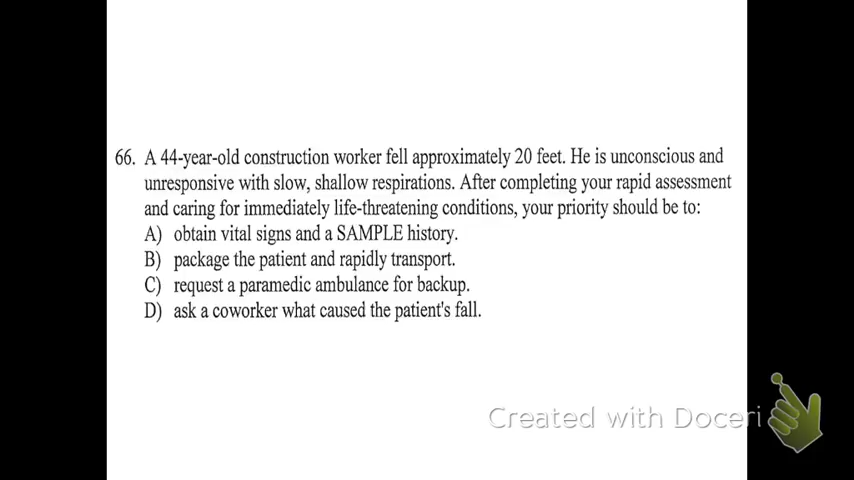 66. A 44-year-old construction worker fell approximately 20 feet. He is unconscious and
unresponsive with slow, shallow respirations. After completing your rapid assessment
and caring for immediately life-threatening conditions, your priority should be to:
A) obtain vital signs and a SAMPLE history.
B) package the patient and rapidly transport.
C) request a paramedic ambulance for backup.
D) ask a coworker what caused the patient's fall.
Created with Doceri